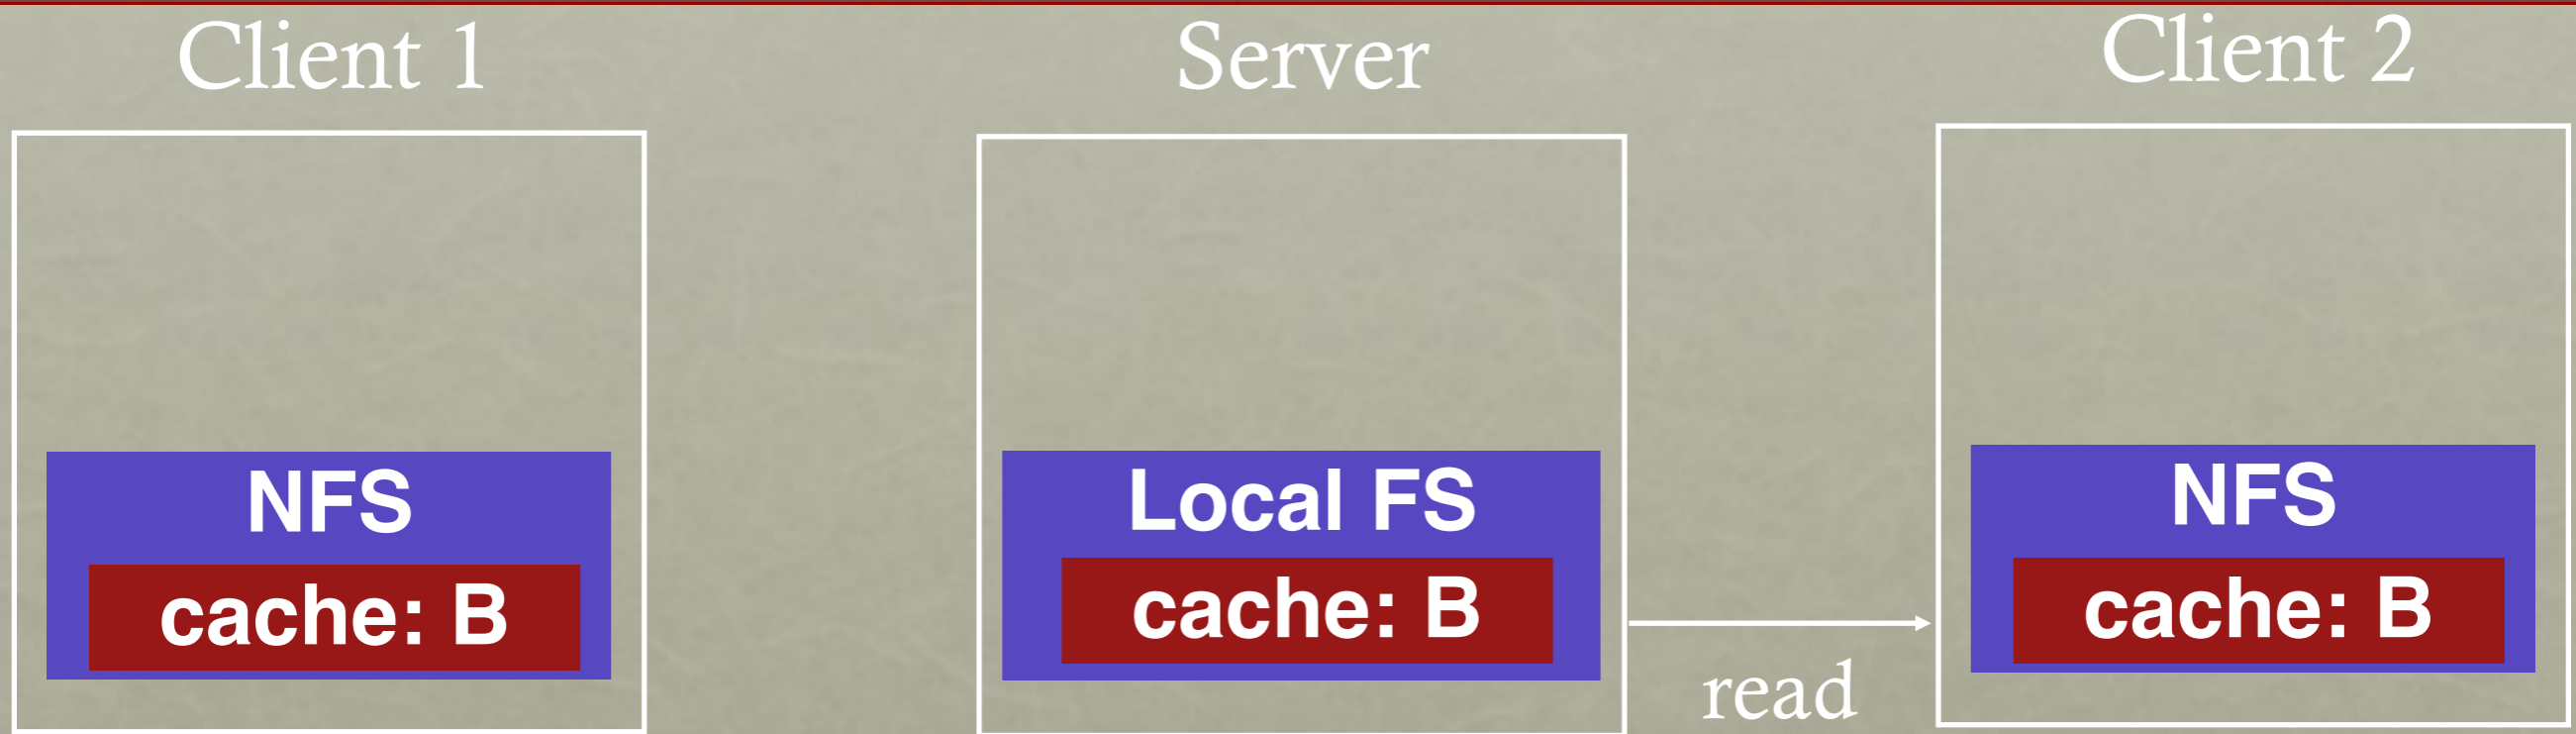 Client 1
Server
Client 2
NFS
cache: B
Local FS
cache: B
read
NFS
cache: B